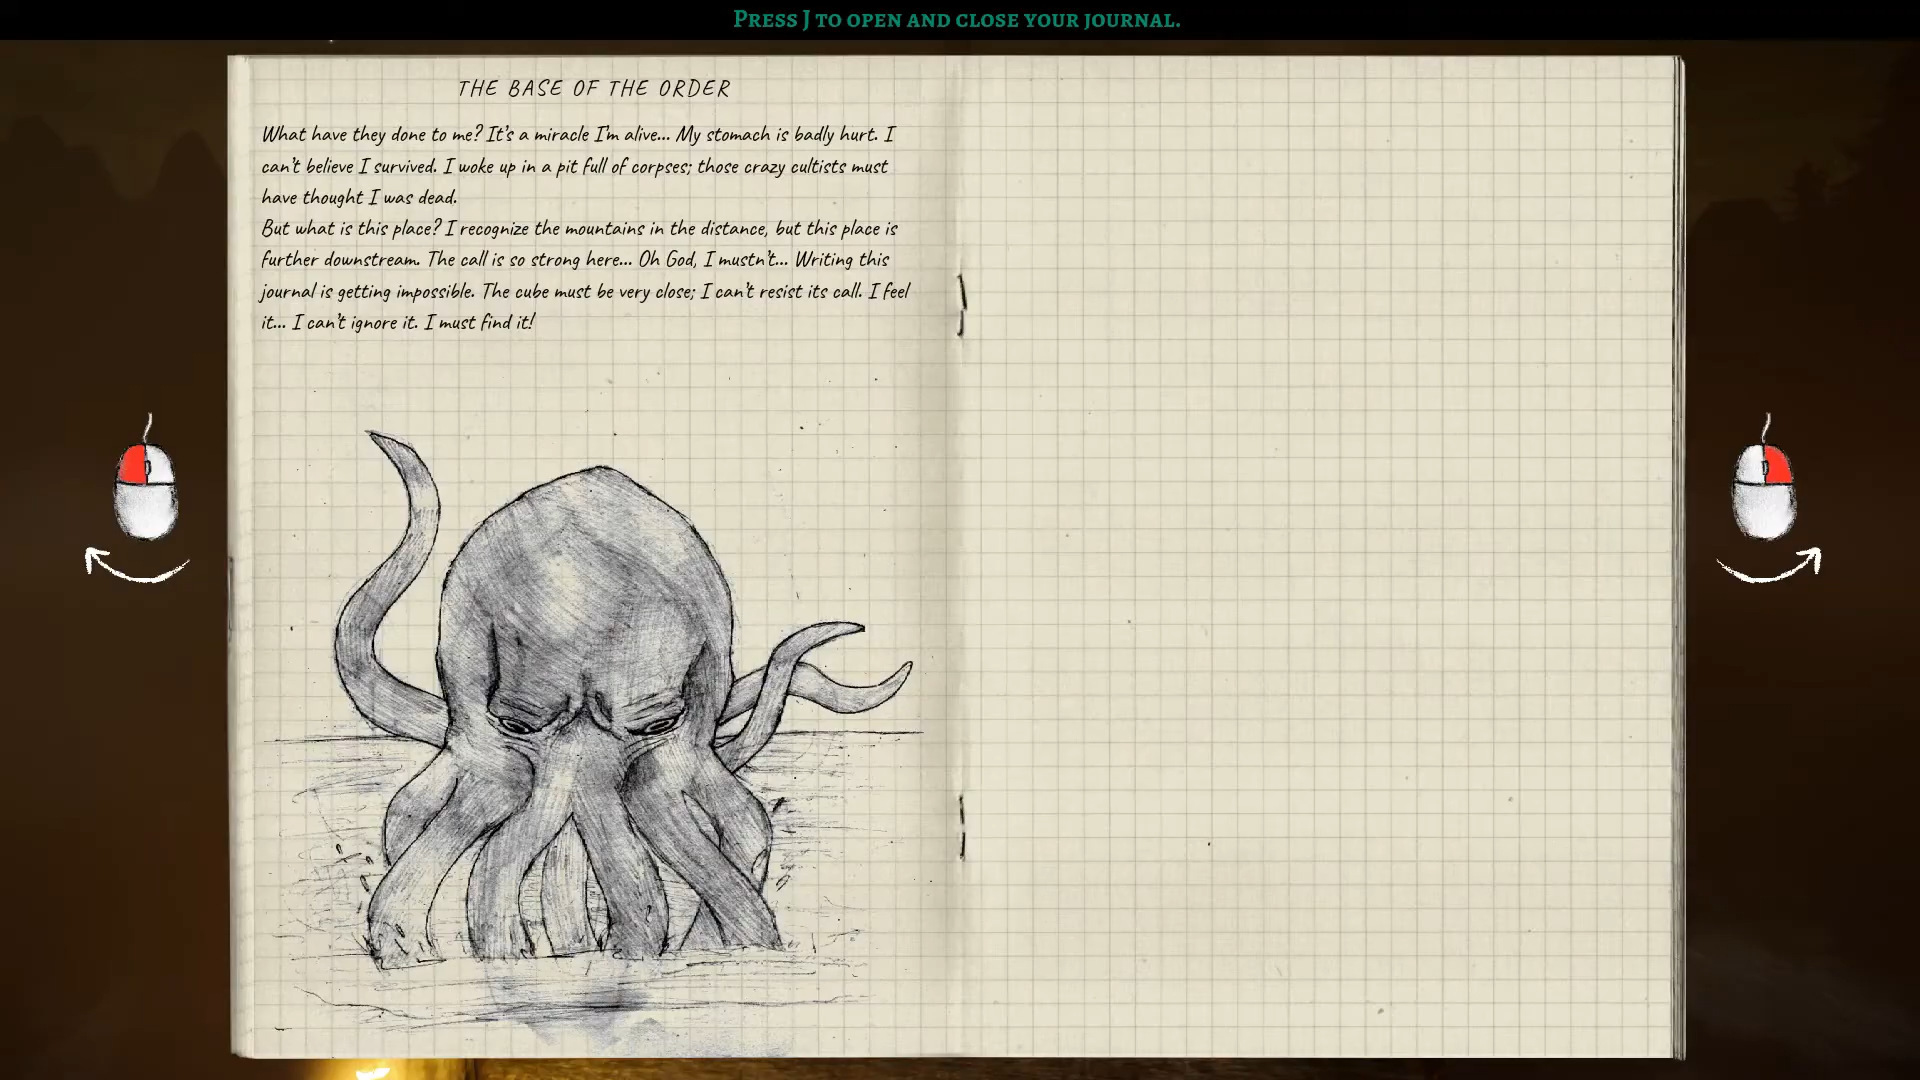 Press J to open and close your journal.
THE BASE OF THE ORDER
What have they done to me? It's a miracle I'm alive... My stomach is badly hurt. I
can't believe I survived. I woke up in a pit full of corpses; those crazy cultists must
have thought I was dead.
But what is this place? I recognize the mountains in the distance, but this place is
further downstream. The call is so strong here... Oh God, I mustn't... Writing this
journal is getting impossible. The cube must be very close; I can't resist its call. I feel
it... I can't ignore it. I must find it!